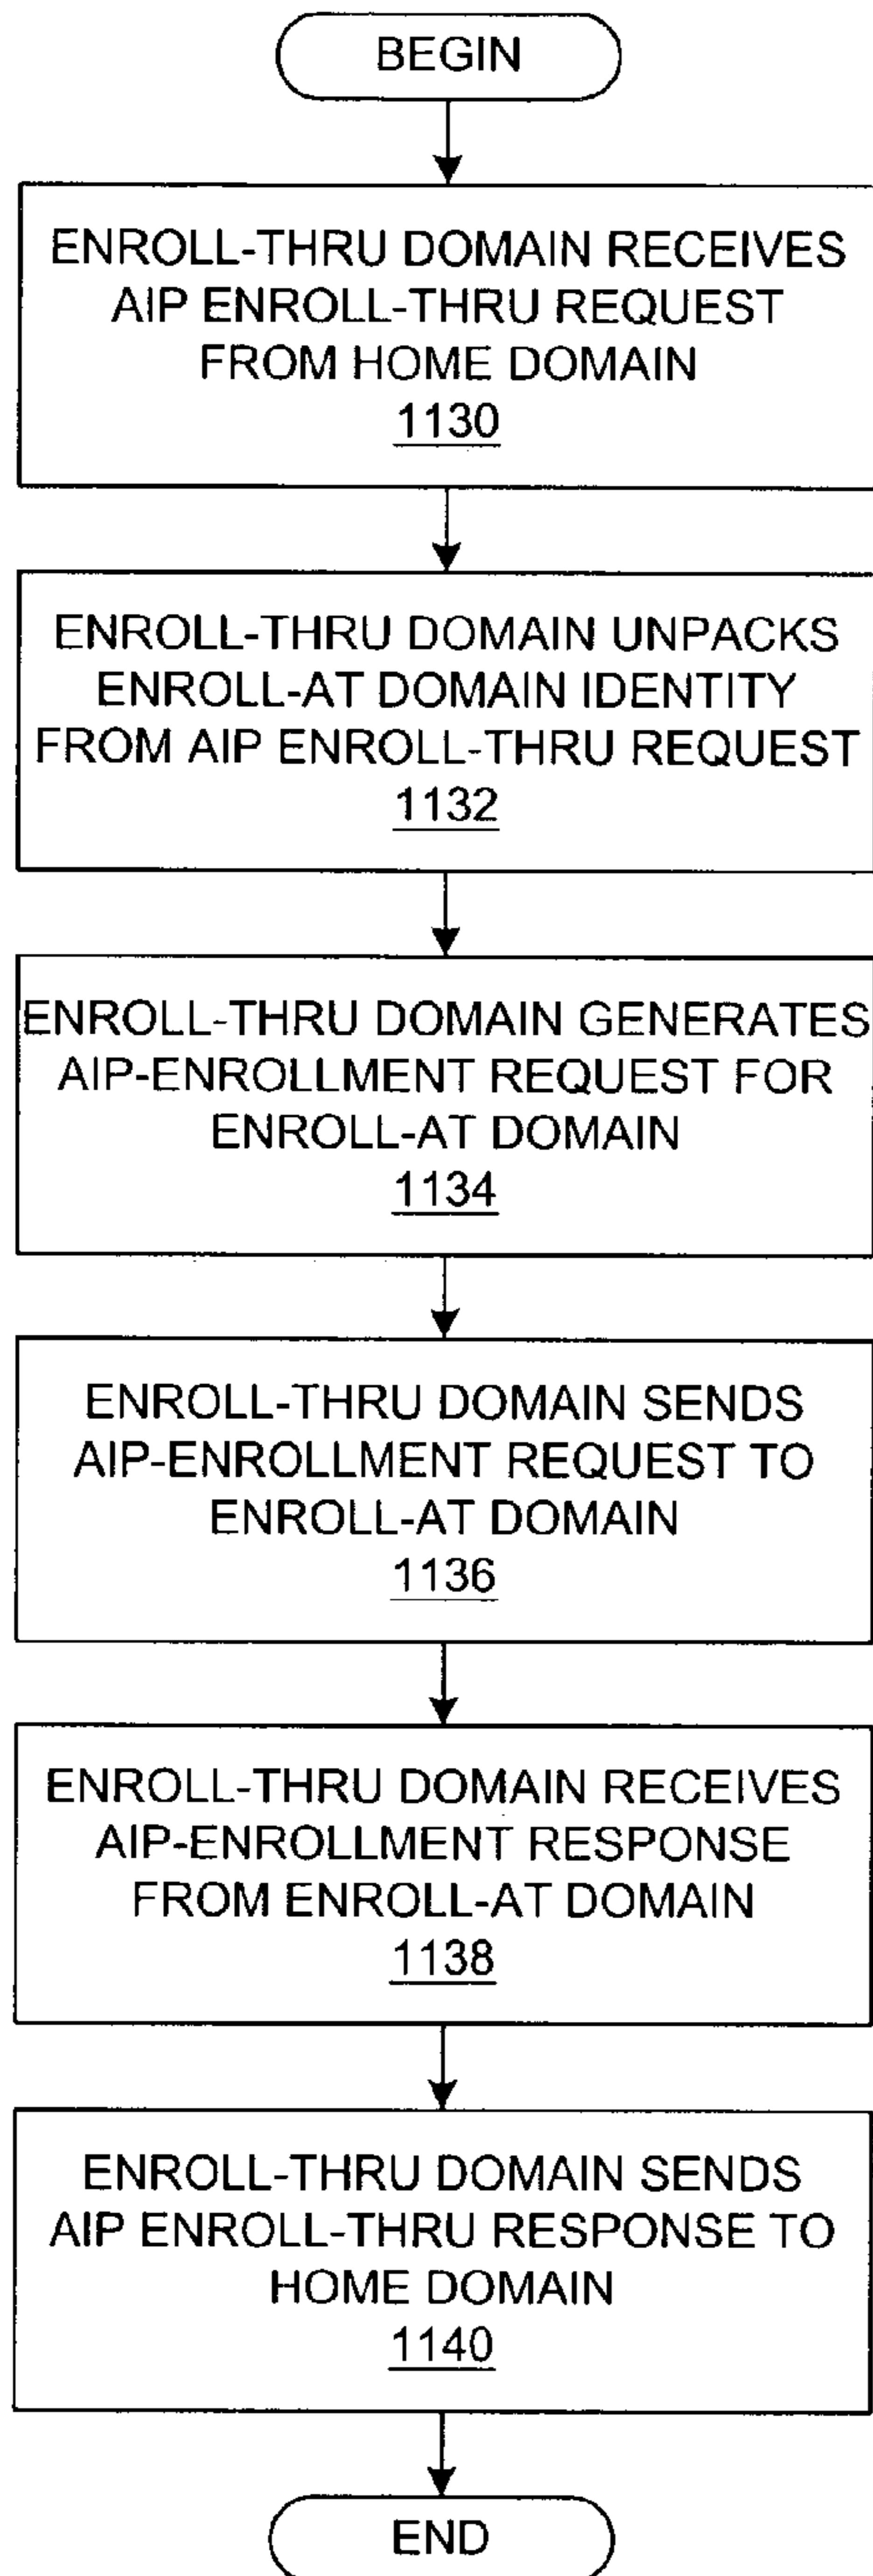 BEGIN
ENROLL-THRU DOMAIN RECEIVES
AIP ENROLL-THRU REQUEST
FROM HOME DOMAIN
1130
ENROLL-THRU DOMAIN UNPACKS
ENROLL-AT DOMAIN IDENTITY
FROM AIP ENROLL-THRU REQUEST
1132
ENROLL-THRU DOMAIN GENERATES
AIP-ENROLLMENT REQUEST FOR
ENROLL-AT DOMAIN
1134
ENROLL-THRU DOMAIN SENDS
AIP-ENROLLMENT REQUEST TO
ENROLL-AT DOMAIN
1136
ENROLL-THRU DOMAIN RECEIVES
AIP-ENROLLMENT RESPONSE
FROM ENROLL-AT DOMAIN
1138
ENROLL-THRU DOMAIN SENDS
AIP ENROLL-THRU RESPONSE TO
HOME DOMAIN
1140
END